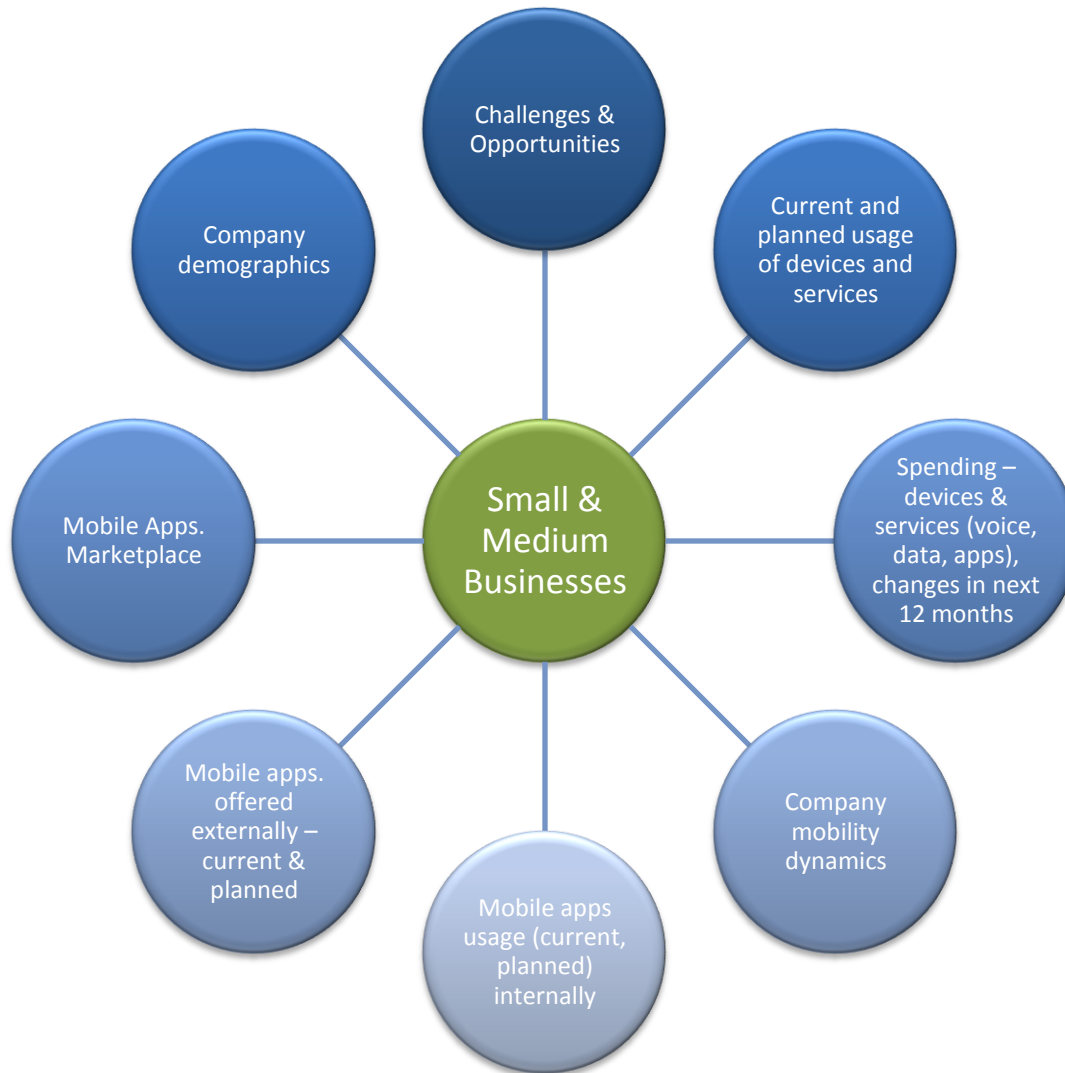 Challenges &
Opportunities
Current and
planned usage
of devices and
services
Spending –
devices &
services (voice,
data, apps),
changes in next
12 months
Company
mobility
dynamics
Mobile apps
usage (current,
planned)
internally
Mobile apps.
offered
externally –
current &
planned
Mobile Apps.
Marketplace
Company
demographics
Small &
Medium
Businesses